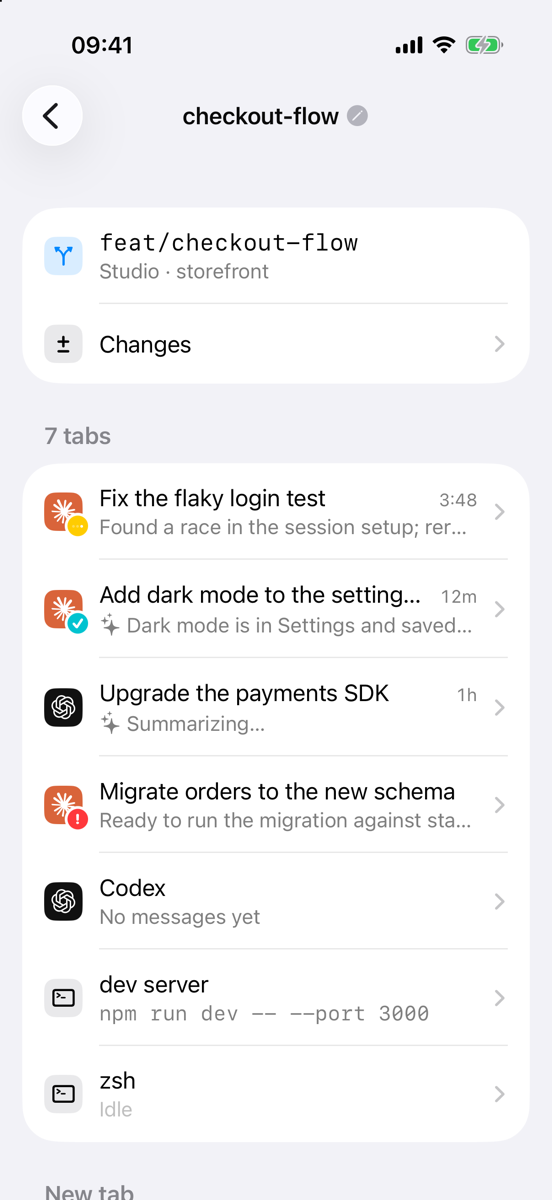 09:41
checkout-flow
feat/checkout-flow
Studio · storefront
Changes
7 tabs
Fix the flaky login test 3:48
Found a race in the session setup; rer...
Add dark mode to the setting... 12m
Dark mode is in Settings and saved...
Upgrade the payments SDK 1h
Summarizing...
Migrate orders to the new schema
Ready to run the migration against sta...
Codex
No messages yet
dev server
npm run dev -- --port 3000
zsh
Idle
New tab